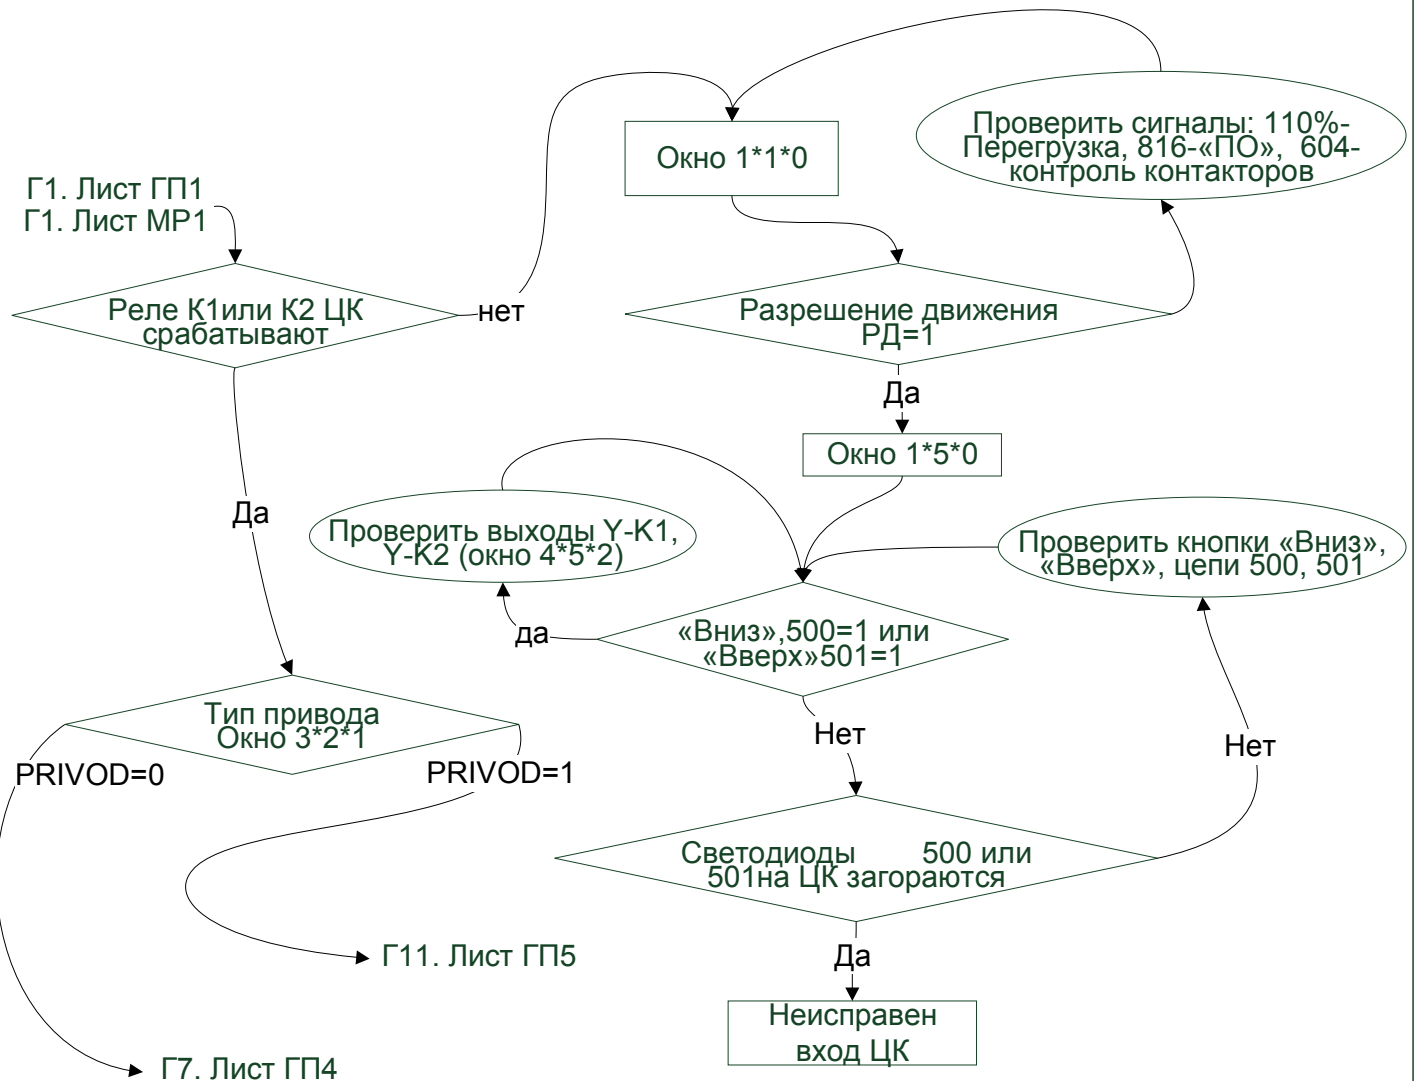 Г1. Лист ГП1
Г1. Лист МР1
Реле К1или К2 ЦК
срабатывают
нет
Окно 1*1*0
Проверить сигналы: 110%-
Перегрузка, 816-«ПО», 604-
контроль контакторов
Разрешение движения
РД=1
Да
Окно 1*5*0
Да
Проверить выходы Y-К1,
Y-К2 (окно 4*5*2)
Проверить кнопки «Вниз»,
«Вверх», цепи 500, 501
да
«Вниз»,500=1 или
«Вверх»501=1
Тип привода
Окно 3*2*1
PRIVOD=0
PRIVOD=1
Нет
Нет
Светодиоды 500 или
501на ЦК загораются
Г11. Лист ГП5
Да
Неисправен
вход ЦК
Г7. Лист ГП4